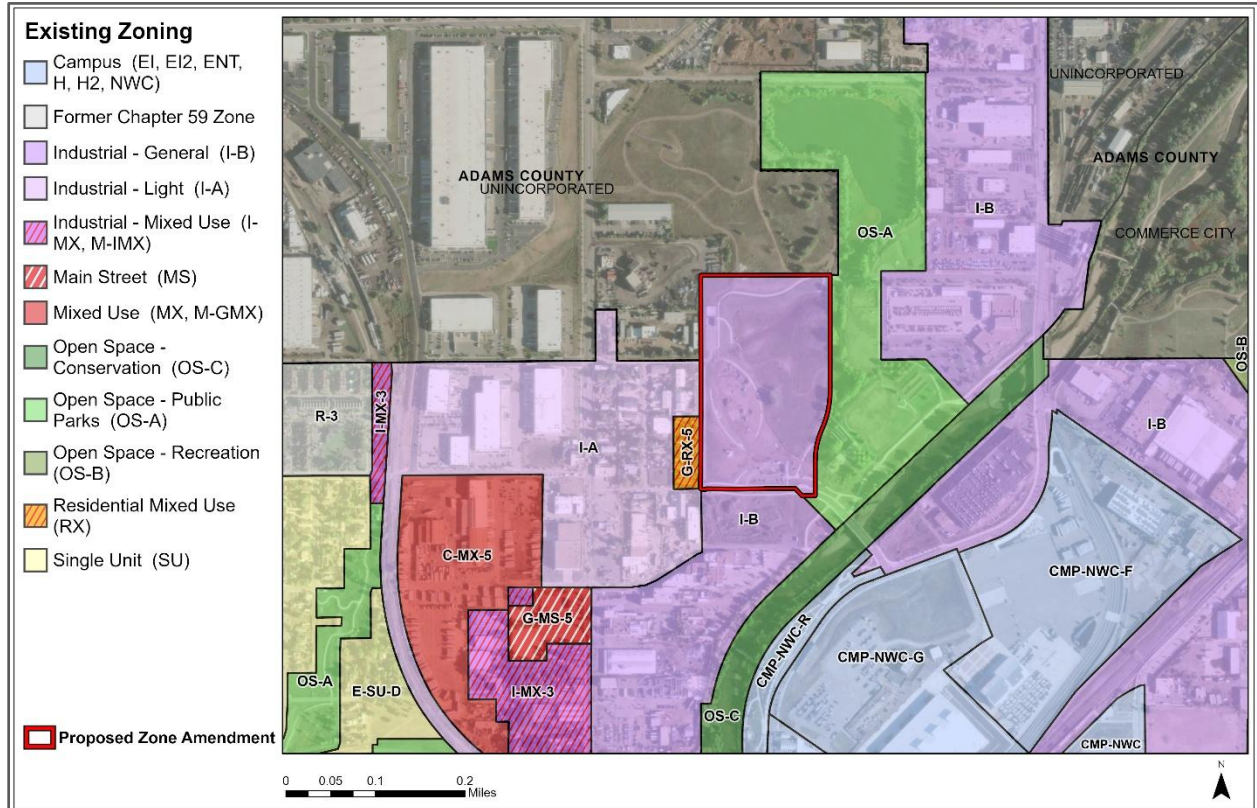 Existing Zoning
Campus (EI, EI2, ENT,
H, H2, NWC)
Former Chapter 59 Zone
Industrial - General (I-B)
Industrial - Light (I-A)
Industrial - Mixed Use (I-
MX, M-IMX)
Main Street (MS)
Mixed Use (MX, M-GMX)
Open Space -
Conservation (OS-C)
Open Space - Public
Parks (OS-A)
Open Space - Recreation
(OS-B)
Residential Mixed Use
(RX)
Single Unit (SU)
Proposed Zone Amendment
UNINCORPORATED
ADAMS COUNTY
ADAMS COUNTY
UNINCORPORATED
I-B
OS-A
COMMERCE CITY
OS-B
R-3
I-MX-3
I-A
G-RX-5
I-B
I-B
C-MX-5
G-MS-5
I-MX-3
OS-A
E-SU-D
OS-C
CMP-NWC-R
CMP-NWC-G
CMP-NWC-F
CMP-NWC
0 0.05 0.1 0.2
Miles
N